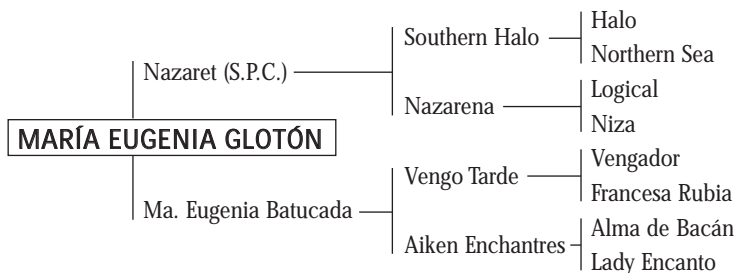 Halo
Southern Halo
Northern Sea
Nazaret (S.P.C.)
Logical
Nazarena
Niza
MARÍA EUGENIA GLOTÓN
Vengador
Vengo Tarde
Francesa Rubia
Ma. Eugenia Batucada
Alma de Bacán
Aiken Enchantres
Lady Encanto